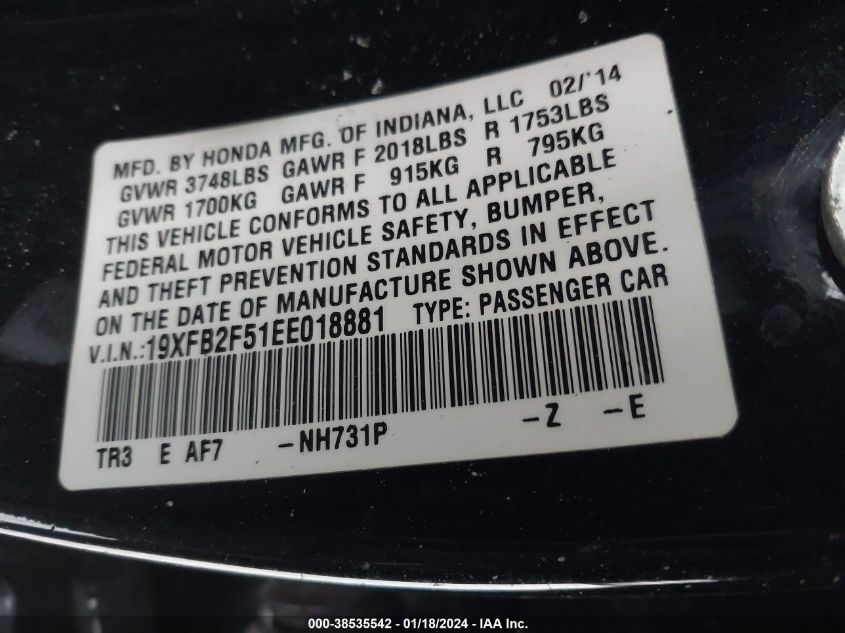 MFD. BY HONDA MFG. OF INDIANA, LLC 02/'14
GVWR 3748LBS GAWR F 2018LBS R 1753LBS
GVWR 1700KG GAWR F 915KG R 795KG
THIS VEHICLE CONFORMS TO ALL APPLICABLE
FEDERAL MOTOR VEHICLE SAFETY, BUMPER,
AND THEFT PREVENTION STANDARDS IN EFFECT
ON THE DATE OF MANUFACTURE SHOWN ABOVE.
V.I.N.:19XFB2F51EE018881 TYPE: PASSENGER CAR
TR3 E AF7 -NH731P -Z -E
000-38535542 - 01/18/2024 - IAA Inc.